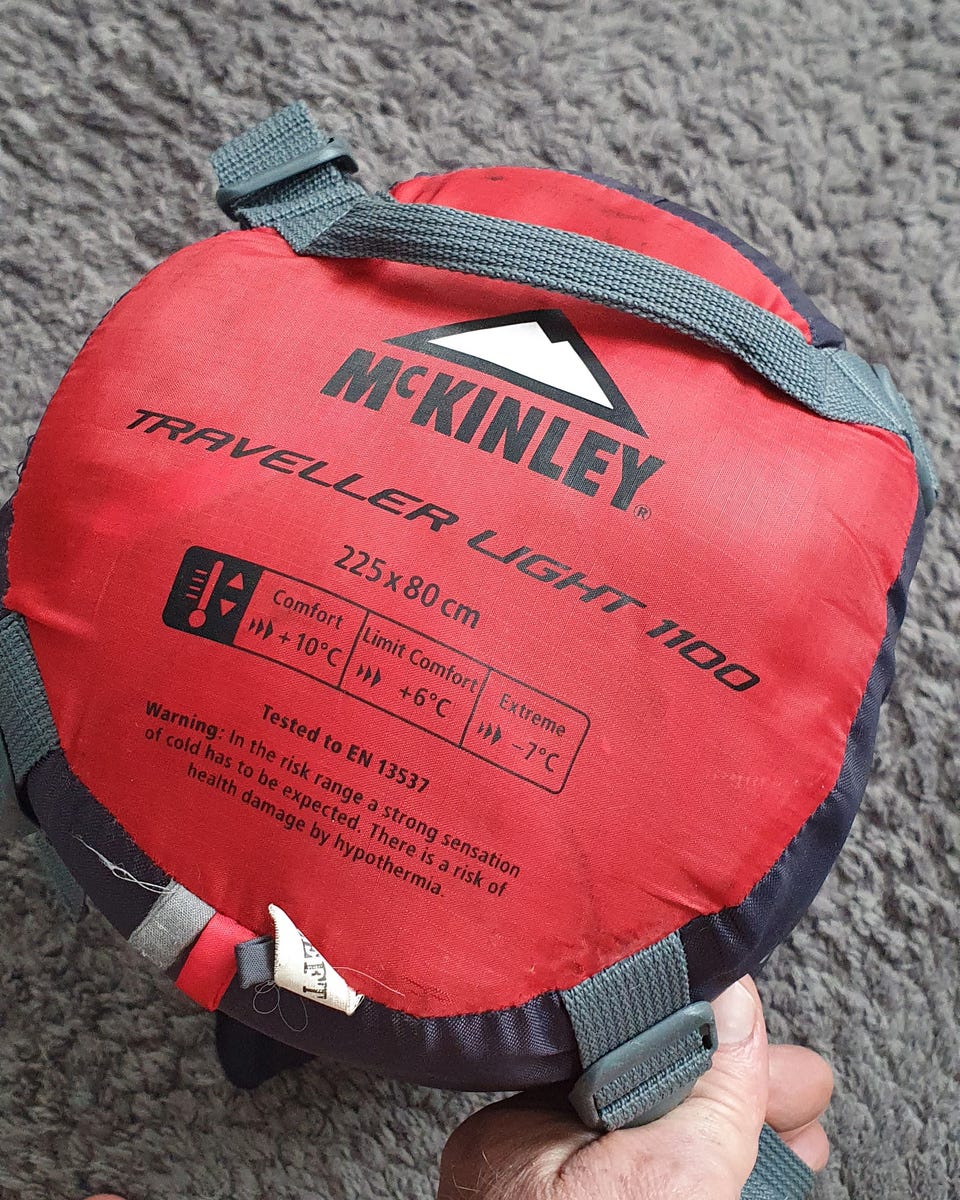 McKINLEY®
TRAVELLER LIGHT 1100
225 x 80 cm
Comfort
+10°C
Limit Comfort
+6°C
Extreme
−7°C
Tested to EN 13537
Warning: In the risk range a strong sensation
of cold has to be expected. There is a risk of
health damage by hypothermia.